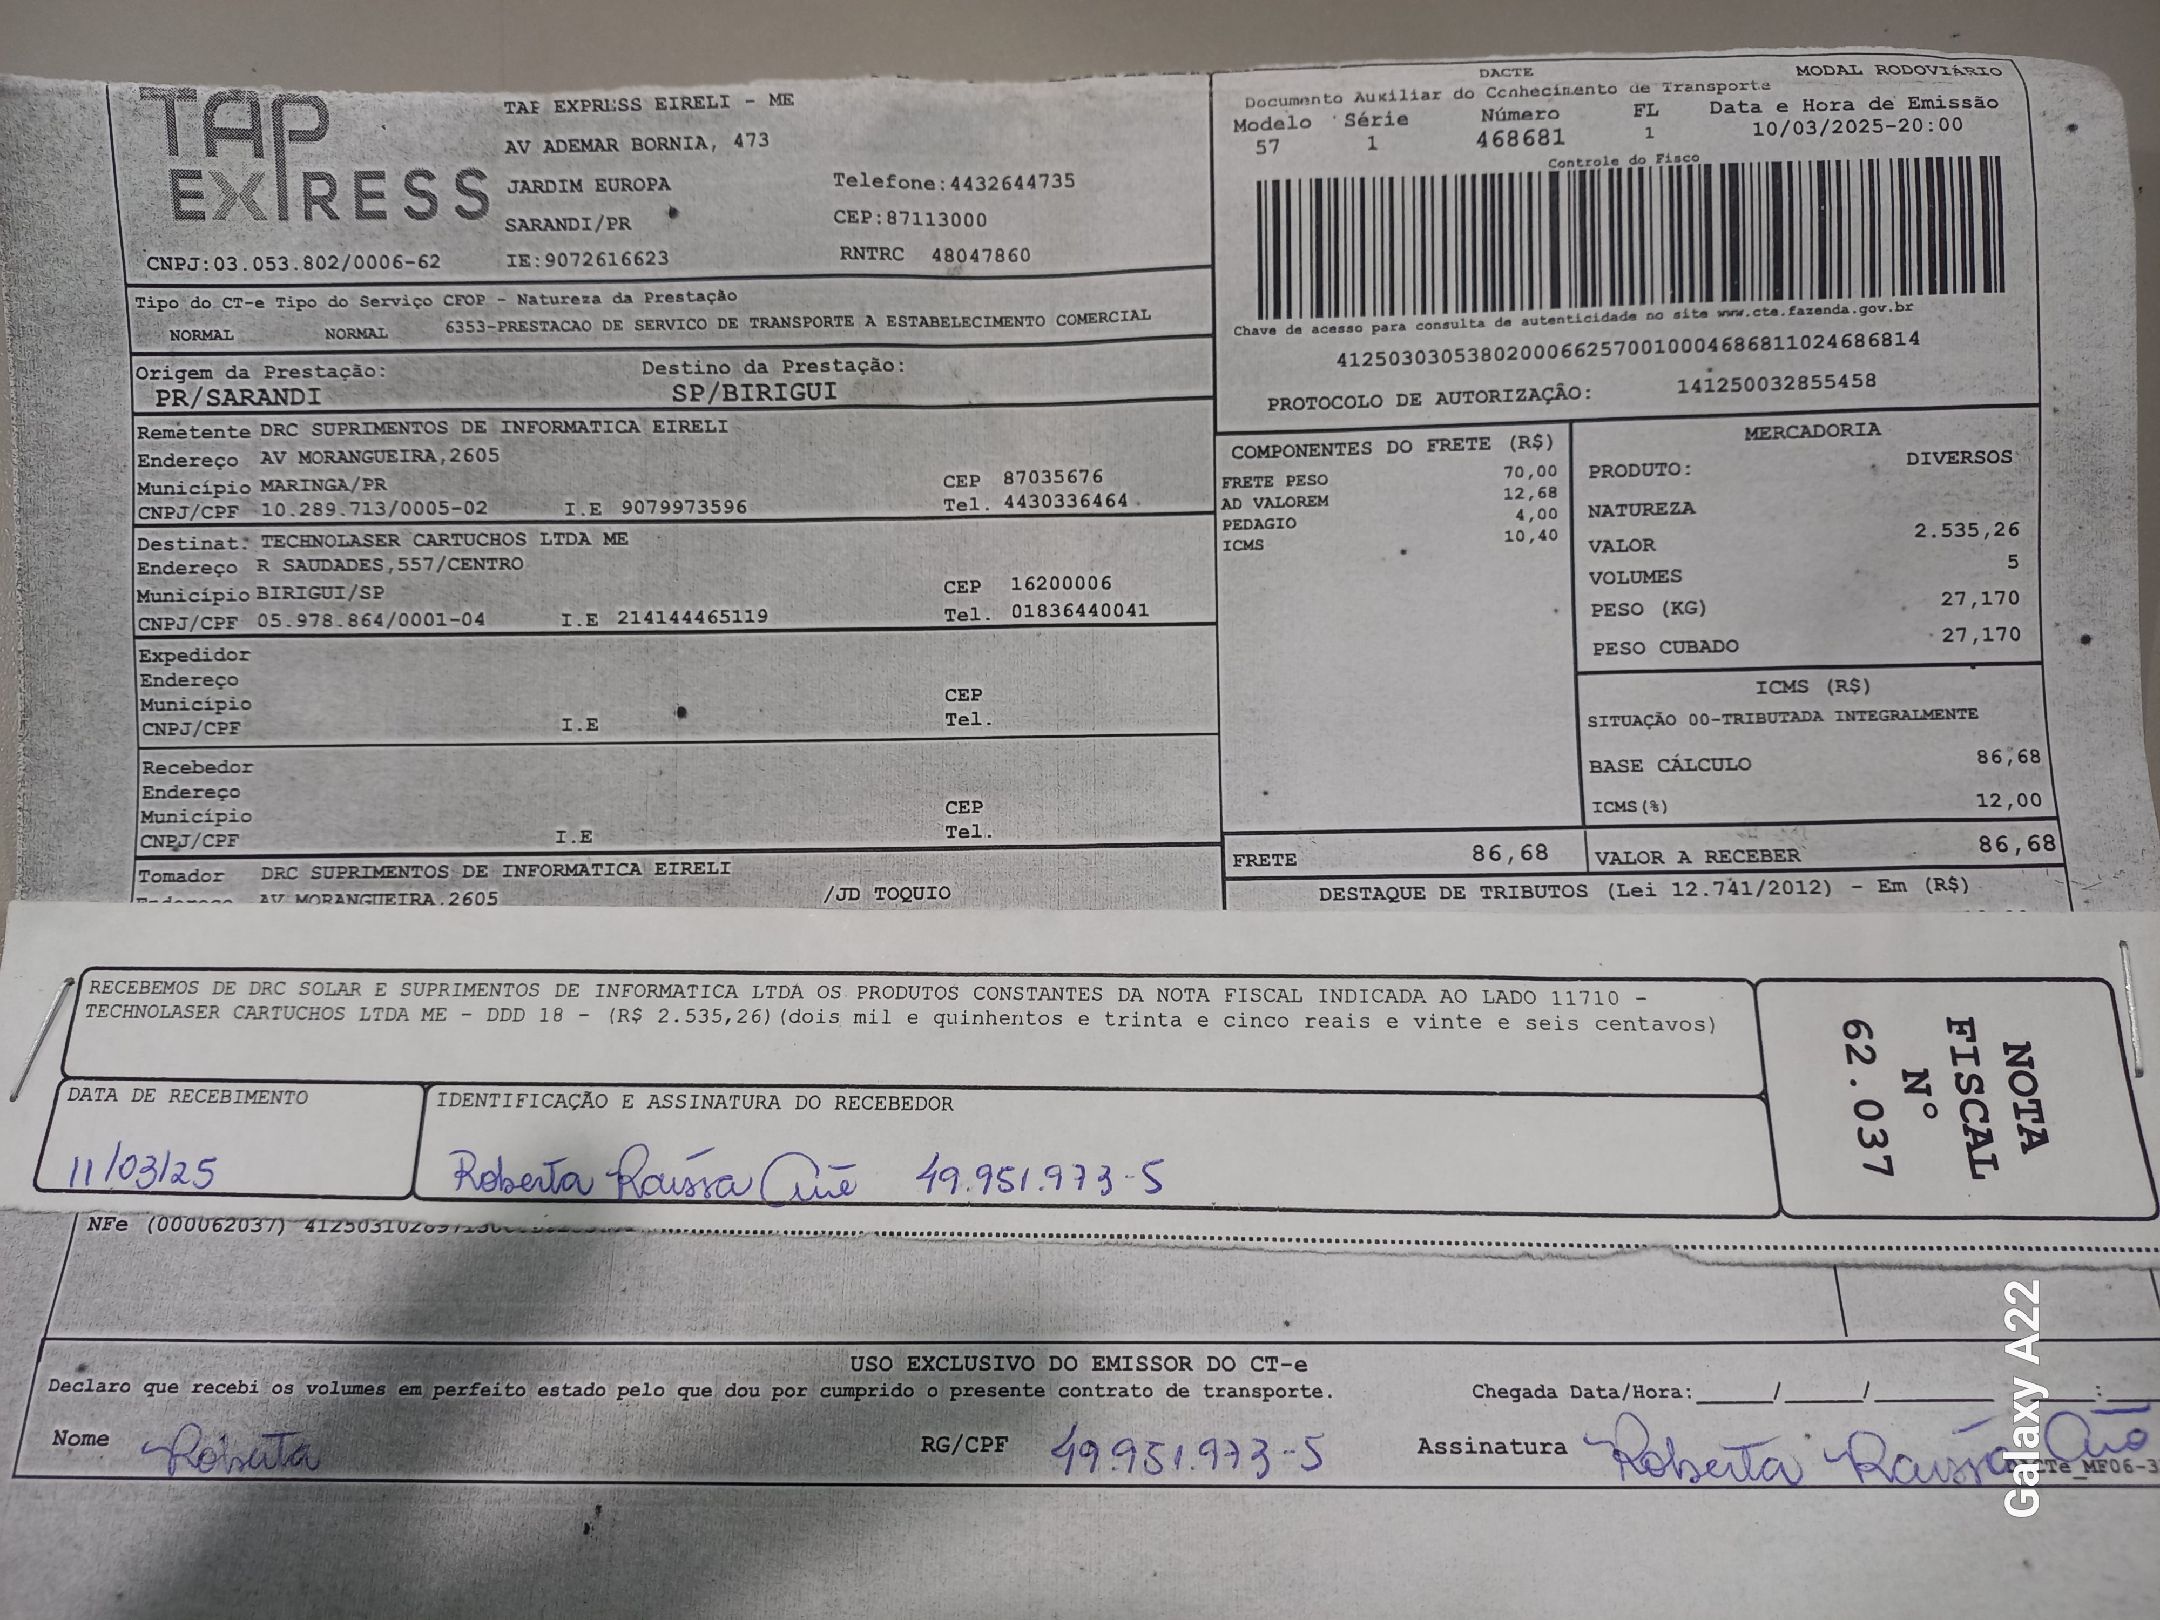 TAP
EXPRESS
TAP EXPRESS EIRELI - ME
AV ADEMAR BORNIA, 473
JARDIM EUROPA
Telefone:4432644735
SARANDI/PR
CEP:87113000
CNPJ:03.053.802/0006-62
IE:9072616623
RNTRC 48047860
DACTE
MODAL RODOVIÁRIO
Documento Auxiliar do Conhecimento de Transporte
Modelo Série Número FL Data e Hora de Emissão
57 1 468681 1 10/03/2025-20:00
Controle do Fisco
Chave de acesso para consulta de autenticidade no site www.cte.fazenda.gov.br
41250303053802000662570010004686811024686814
PROTOCOLO DE AUTORIZAÇÂO: 141250032855458
Tipo do CT-e Tipo do Serviço CFOP - Natureza da Prestação
NORMAL NORMAL 6353-PRESTACAO DE SERVICO DE TRANSPORTE A ESTABELECIMENTO COMERCIAL
Origem da Prestação: Destino da Prestação:
PR/SARANDI SP/BIRIGUI
Remetente DRC SUPRIMENTOS DE INFORMATICA EIRELI
Endereço AV MORANGUEIRA,2605
Município MARINGA/PR CEP 87035676
CNPJ/CPF 10.289.713/0005-02 I.E 9079973596 Tel. 4430336464
Destinat: TECHNOLASER CARTUCHOS LTDA ME
Endereço R SAUDADES,557/CENTRO
Município BIRIGUI/SP CEP 16200006
CNPJ/CPF 05.978.864/0001-04 I.E 214144465119 Tel. 01836440041
Expedidor
Endereço
Município CEP
CNPJ/CPF I.E Tel.
Recebedor
Endereço
Município CEP
CNPJ/CPF I.E Tel.
Tomador DRC SUPRIMENTOS DE INFORMATICA EIRELI
Endereço AV MORANGUEIRA,2605 /JD TOQUIO
COMPONENTES DO FRETE (R$)
FRETE PESO 70,00
AD VALOREM 12,68
PEDAGIO 4,00
ICMS 10,40
MERCADORIA
PRODUTO: DIVERSOS
NATUREZA
VALOR 2.535,26
VOLUMES 5
PESO (KG) 27,170
PESO CUBADO 27,170
ICMS (R$)
SITUAÇÃO 00-TRIBUTADA INTEGRALMENTE
BASE CÁLCULO 86,68
ICMS(%) 12,00
FRETE 86,68 VALOR A RECEBER 86,68
DESTAQUE DE TRIBUTOS (Lei 12.741/2012) - Em (R$)
RECEBEMOS DE DRC SOLAR E SUPRIMENTOS DE INFORMATICA LTDA OS PRODUTOS CONSTANTES DA NOTA FISCAL INDICADA AO LADO 11710 -
TECHNOLASER CARTUCHOS LTDA ME - DDD 18 - (R$ 2.535,26)(dois mil e quinhentos e trinta e cinco reais e vinte e seis centavos)
DATA DE RECEBIMENTO
IDENTIFICAÇÃO E ASSINATURA DO RECEBEDOR
11/03/25
Roberta Raissa 49.951.973-5
NOTA
FISCAL
Nº
62.037
NFe (000062037)
USO EXCLUSIVO DO EMISSOR DO CT-e
Declaro que recebi os volumes em perfeito estado pelo que dou por cumprido o presente contrato de transporte.
Chegada Data/Hora:_____/_____/________ __:__
Nome Roberta RG/CPF 49.951.973-5 Assinatura Roberta Raissa
Galaxy A22